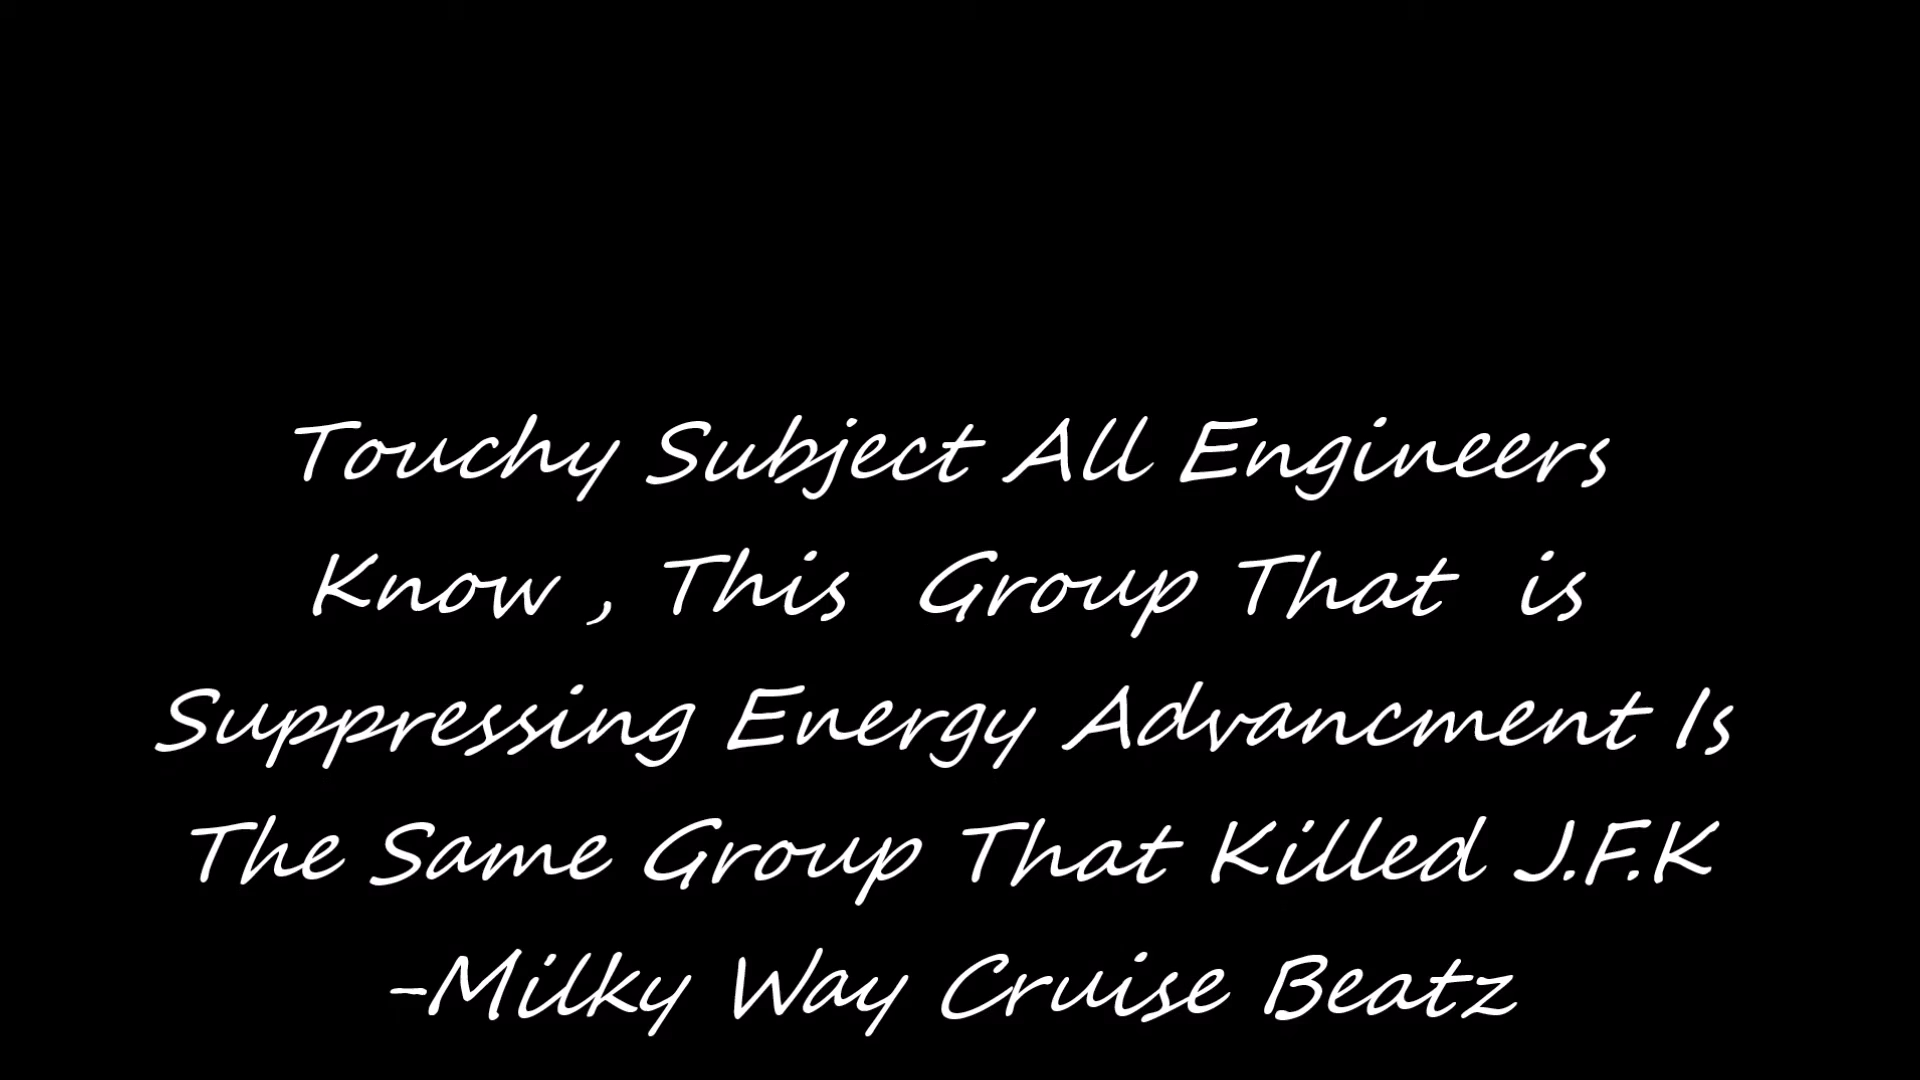 Touchy Subject All Engineers
Know , This Group That is
Suppressing Energy Advancment Is
The Same Group That Killed J.F.K
-Milky Way Cruise Beatz